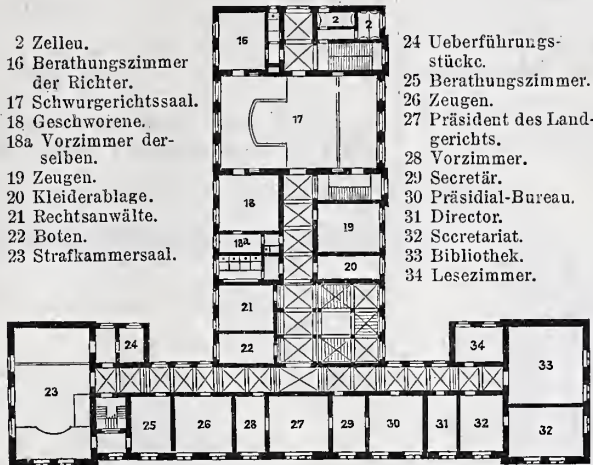 2 Zelleu.
16 Berathungszimmer
der Richter.
17 Schwurgerichtssaal.
18 Geschworene.
18a Vorzimmer der-
selben.
19 Zeugen.
20 Kleiderablage.
21 Rechtsanwälte.
22 Boten.
23 Strafkammersaal.
24 Ueberführungs-
stücke.
25 Berathungszimmer.
26 Zeugen.
27 Präsident des Land-
gerichts.
28 Vorzimmer.
29 Secretär.
30 Präsidial-Bureau.
31 Director.
32 Secretariat.
33 Bibliothek.
34 Lesezimmer.
16
2
2
17
18
18a
19
20
21
22
24
34
23
33
25
26
28
27
29
30
31
32
32